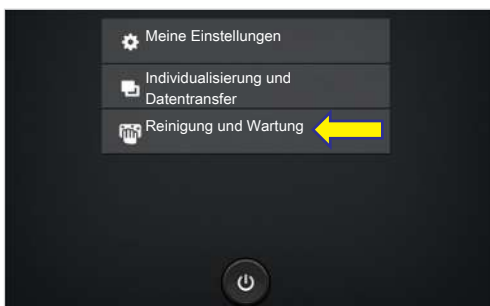 Meine Einstellungen
Individualisierung und
Datentransfer
Reinigung und Wartung